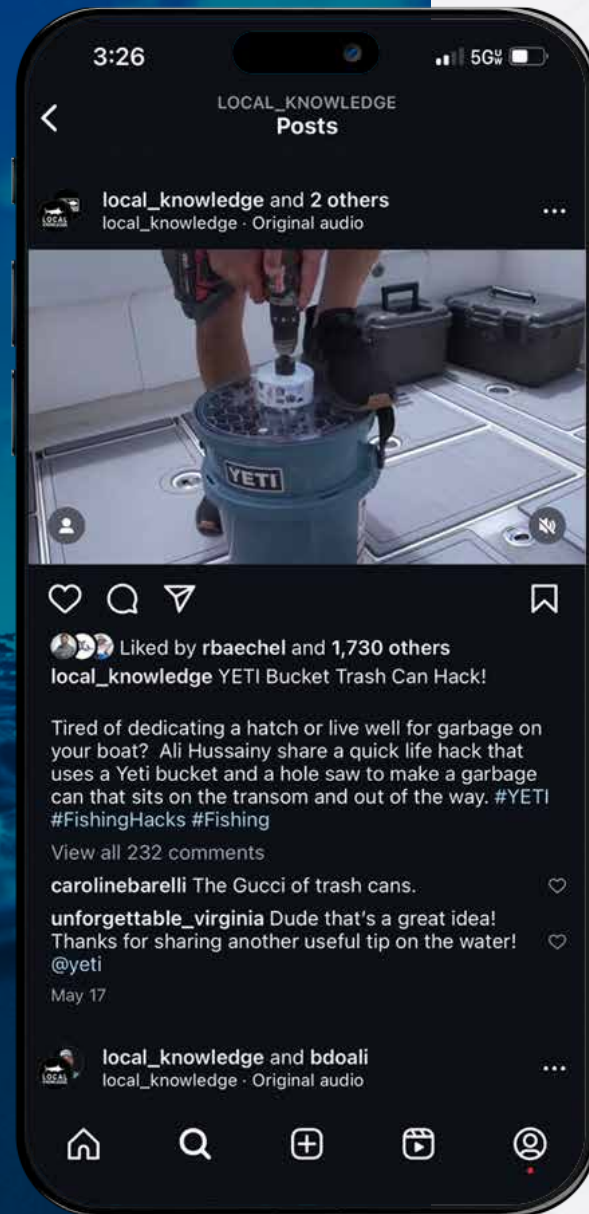 3:26
5GUW
LOCAL_KNOWLEDGE
Posts
LOCAL
local_knowledge and 2 others
local_knowledge · Original audio
YETI
Liked by rbaechel and 1,730 others
local_knowledge YETI Bucket Trash Can Hack!
Tired of dedicating a hatch or live well for garbage on
your boat?  Ali Hussainy share a quick life hack that
uses a Yeti bucket and a hole saw to make a garbage
can that sits on the transom and out of the way. #YETI
#FishingHacks #Fishing
View all 232 comments
carolinebarelli The Gucci of trash cans.
unforgettable_virginia Dude that's a great idea!
Thanks for sharing another useful tip on the water!
@yeti
May 17
LOCAL
local_knowledge and bdoali
local_knowledge · Original audio